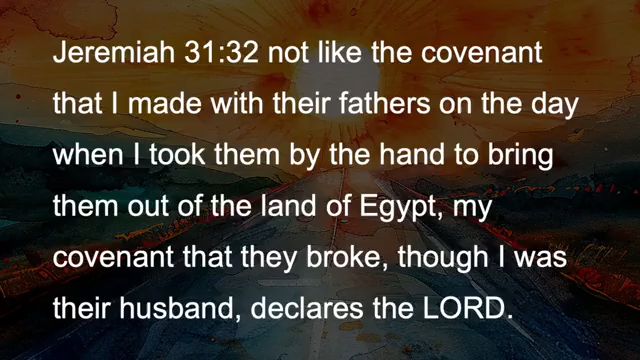 Jeremiah 31:32 not like the covenant
that I made with their fathers on the day
when I took them by the hand to bring
them out of the land of Egypt, my
covenant that they broke, though I was
their husband, declares the LORD.